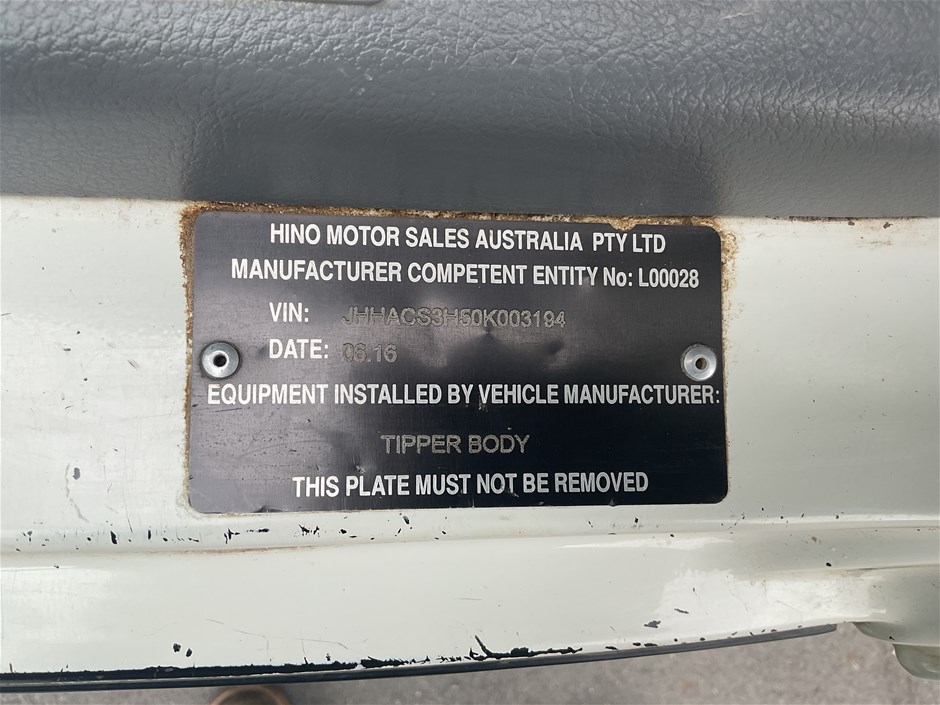 HINO MOTOR SALES AUSTRALIA PTY LTD
MANUFACTURER COMPETENT ENTITY No: L00028
VIN: JHHACS3H50K003194
DATE: 06.16
EQUIPMENT INSTALLED BY VEHICLE MANUFACTURER:
TIPPER BODY
THIS PLATE MUST NOT BE REMOVED